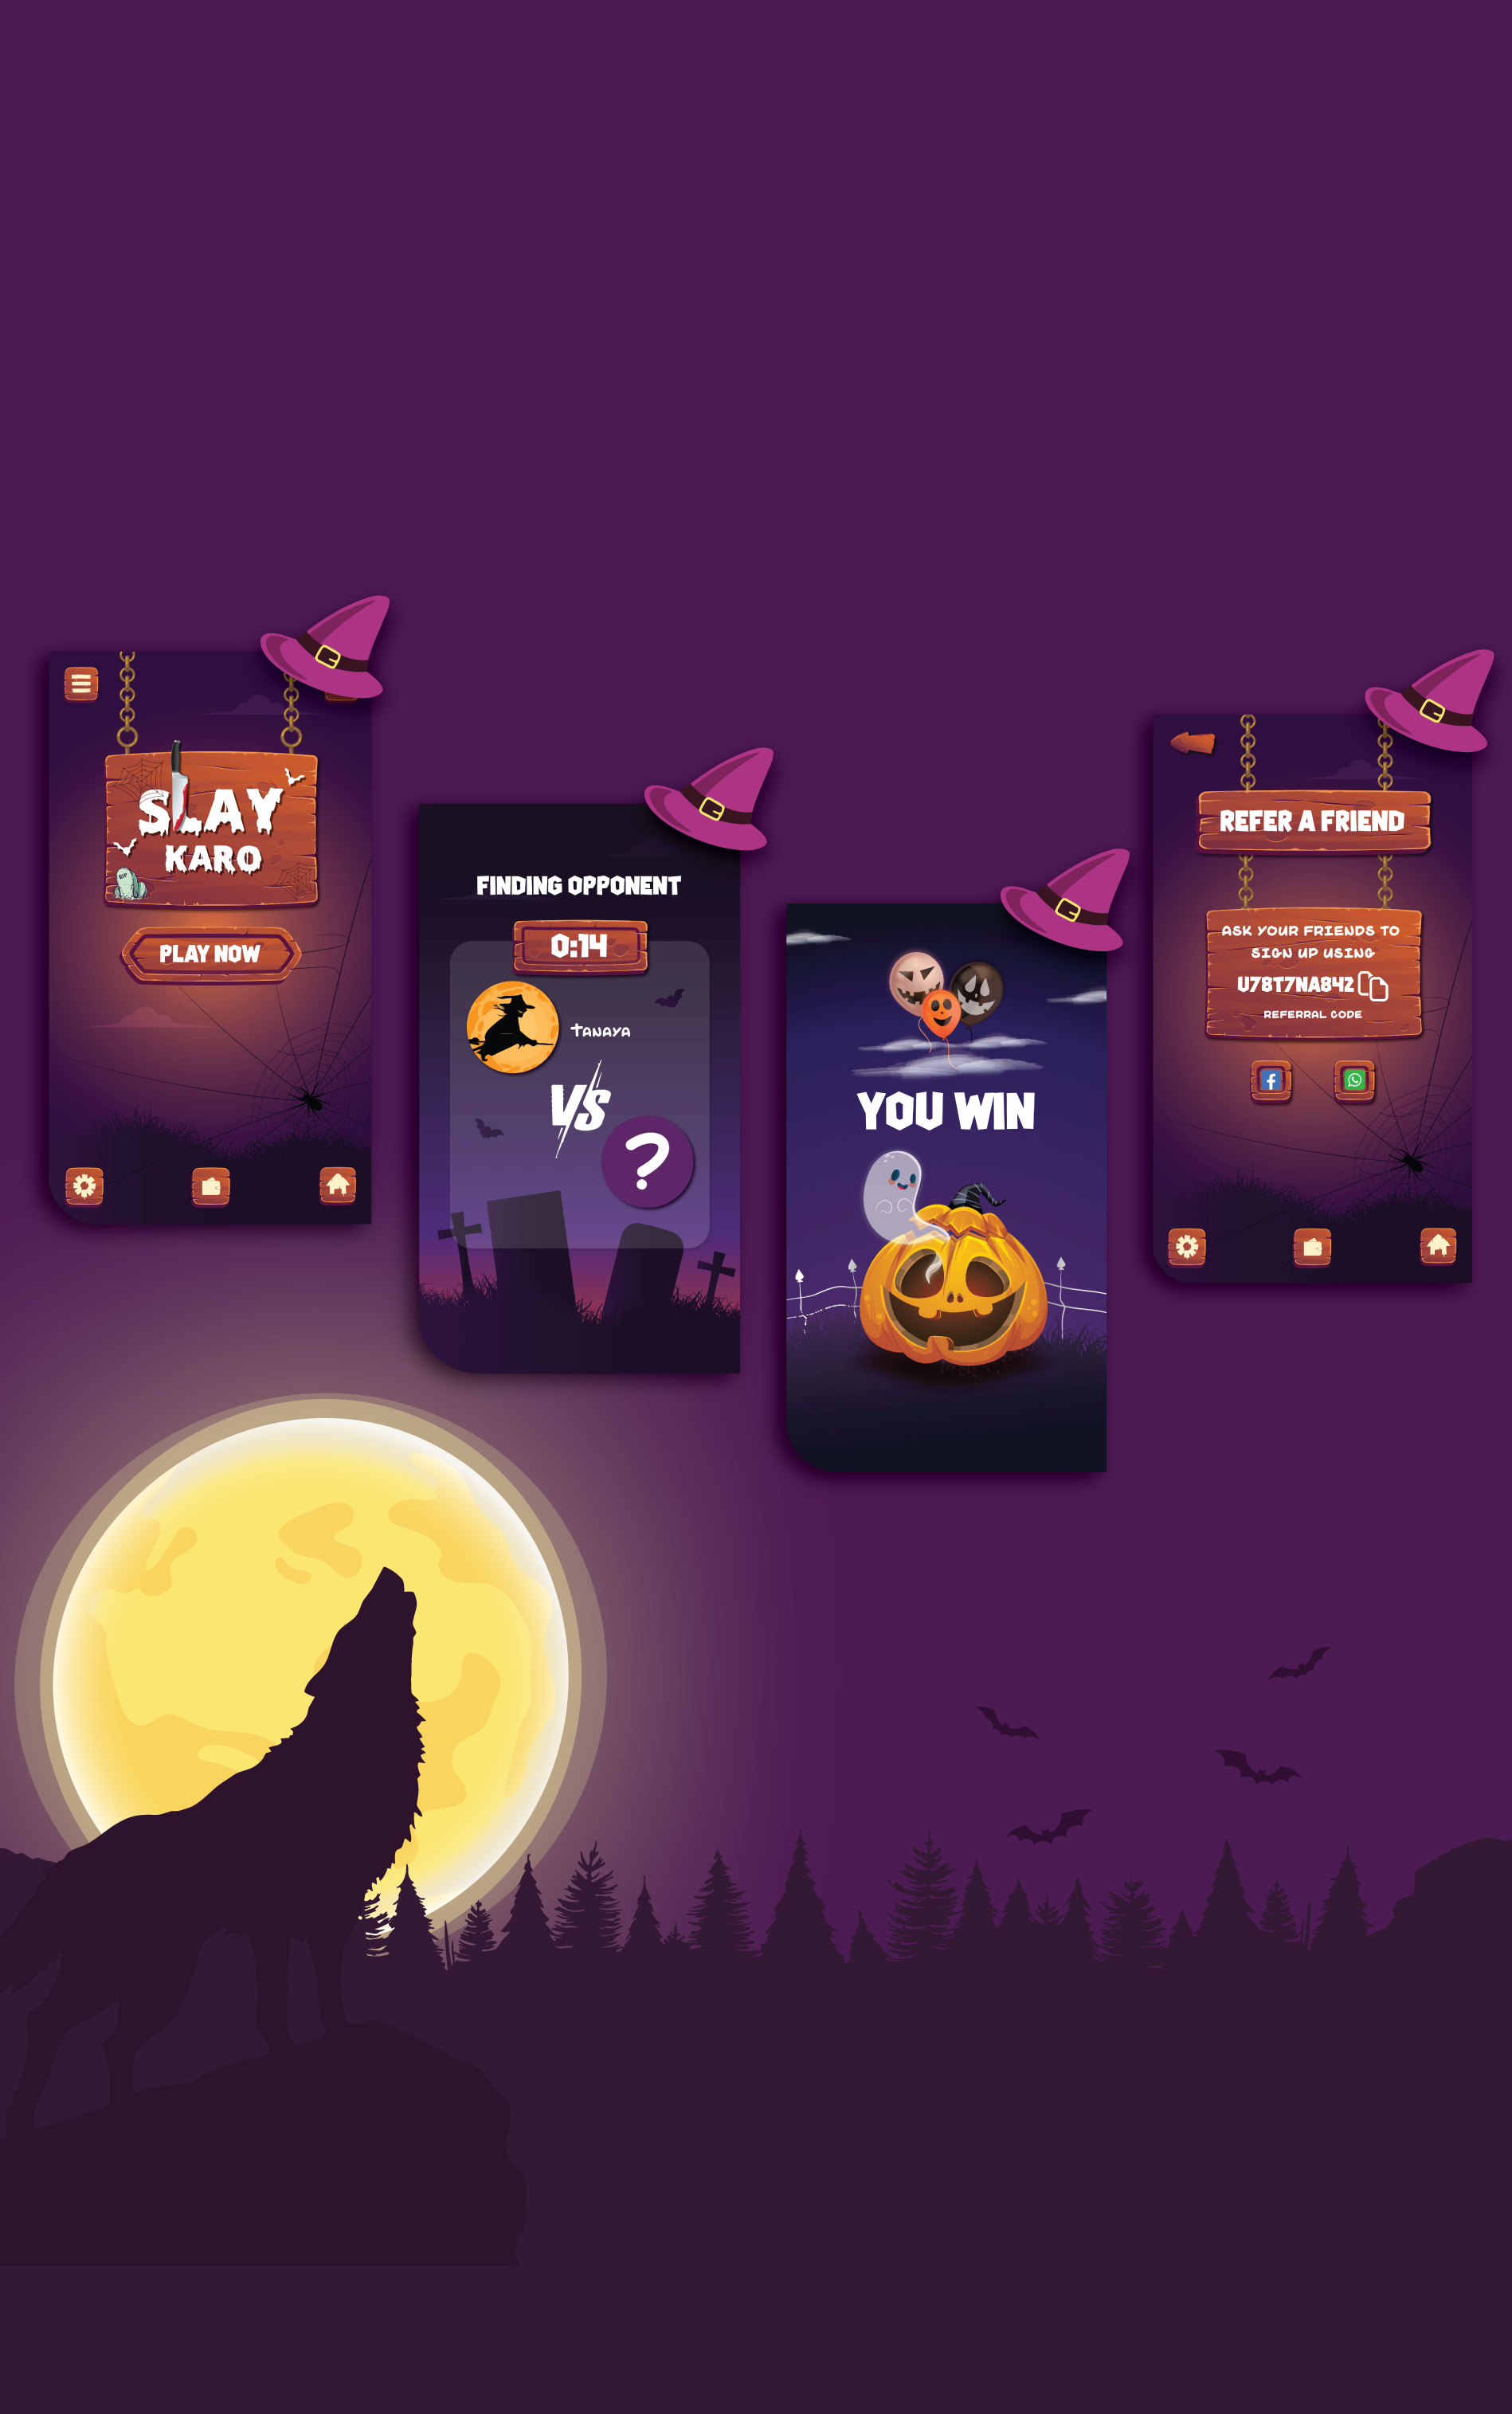 SLAY
KARO
RIP
PLAY NOW
FINDING OPPONENT
0:14
TANAYA
VS
?
YOU WIN
REFER A FRIEND
ASK YOUR FRIENDS TO
SIGN UP USING
U78T7NA842
REFERRAL CODE